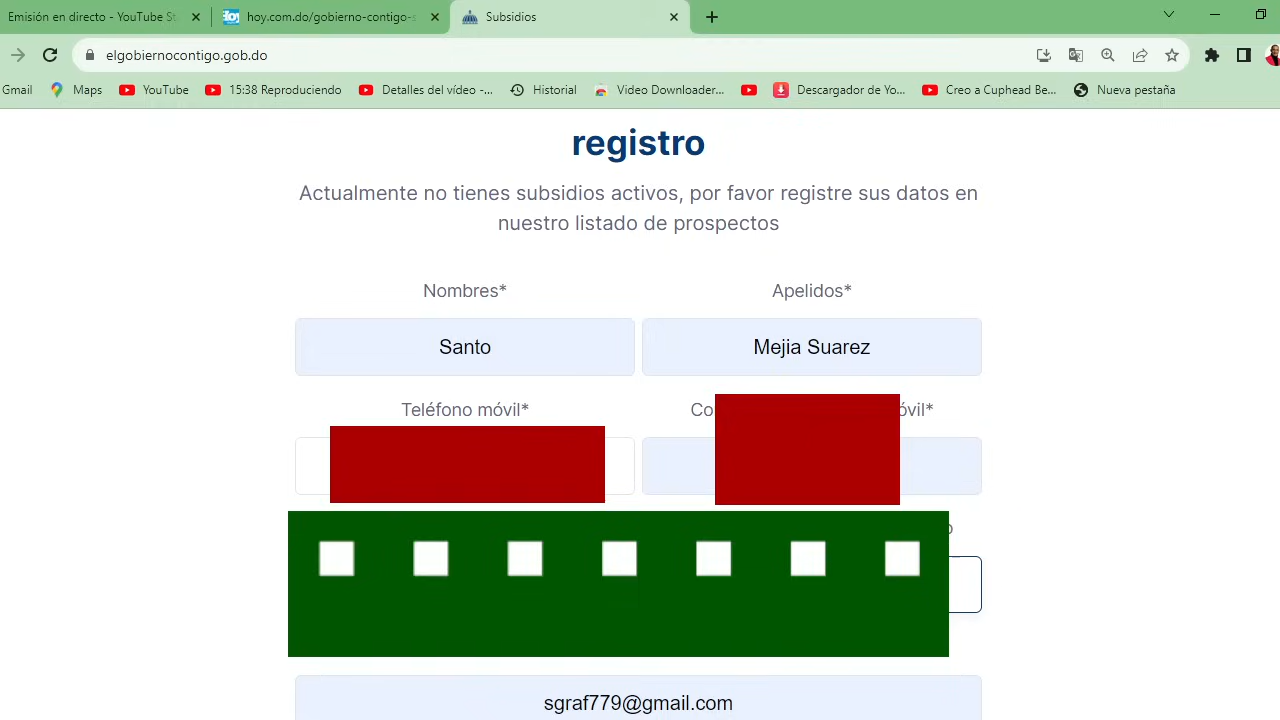 Emisión en directo - YouTube St
hoy.com.do/gobierno-contigo-s
Subsidios
elgobiernocontigo.gob.do
Gmail
Maps
YouTube
15:38 Reproduciendo
Detalles del vídeo -...
Historial
Video Downloader...
Descargador de Yo...
Creo a Cuphead Be...
Nueva pestaña
registro
Actualmente no tienes subsidios activos, por favor registre sus datos en
nuestro listado de prospectos
Nombres*
Apelidos*
Santo
Mejia Suarez
Teléfono móvil*
Co
óvil*
sgraf779@gmail.com